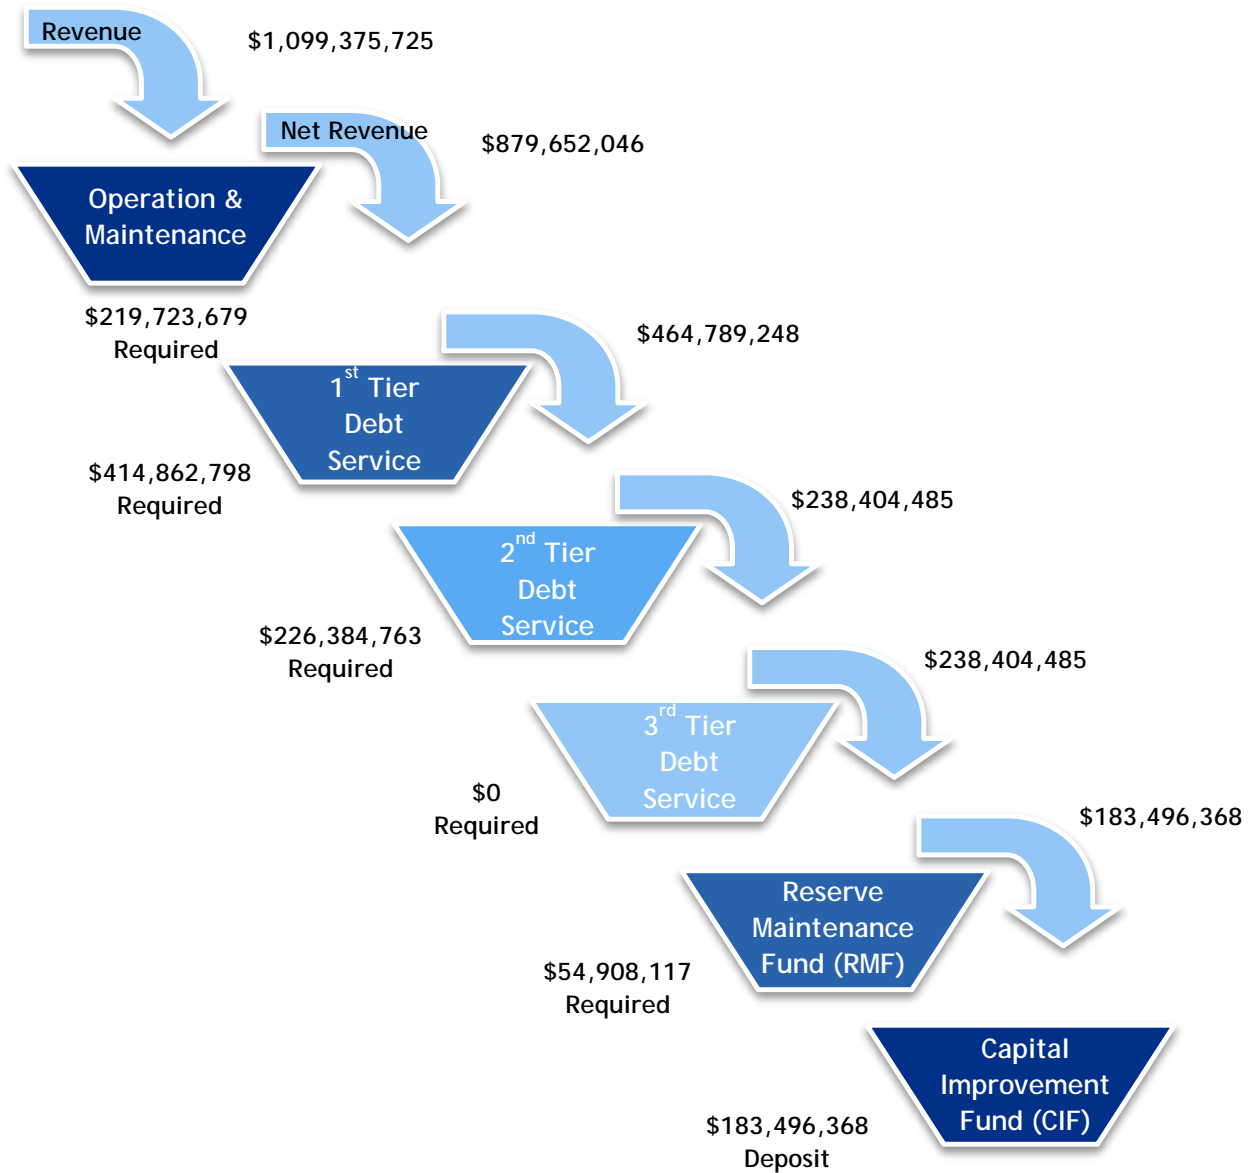 Revenue
$1,099,375,725
Net Revenue
$879,652,046
Operation &
Maintenance
$219,723,679
Required
$464,789,248
1st Tier
Debt
Service
$414,862,798
Required
$238,404,485
2nd Tier
Debt
Service
$226,384,763
Required
$238,404,485
3rd Tier
Debt
Service
$0
Required
$183,496,368
Reserve
Maintenance
Fund (RMF)
$54,908,117
Required
Capital
Improvement
Fund (CIF)
$183,496,368
Deposit